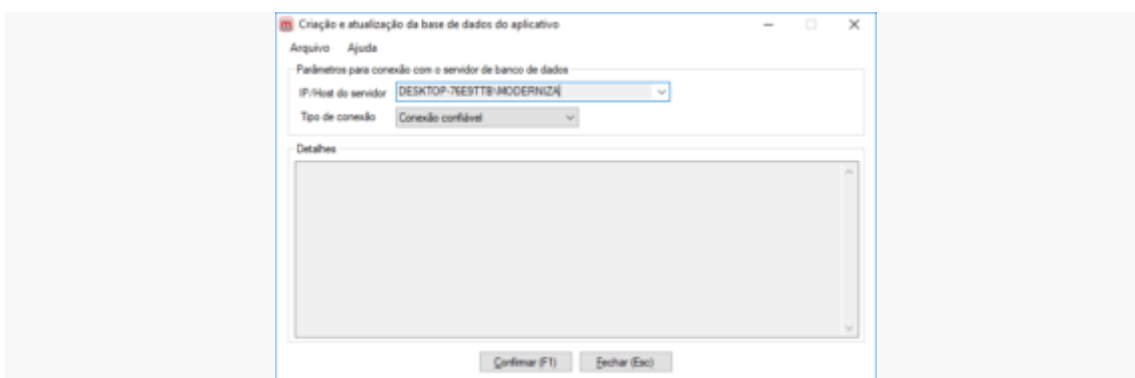 m Criação e atualização da base de dados do aplicativo
Arquivo Ajuda
Parâmetros para conexão com o servidor de banco de dados
IP/Host do servidor DESKTOP-76E9TTB\MODERNIZA
Tipo de conexão Conexão confiável
Detalhes
Confirmar (F1) Fechar (Esc)